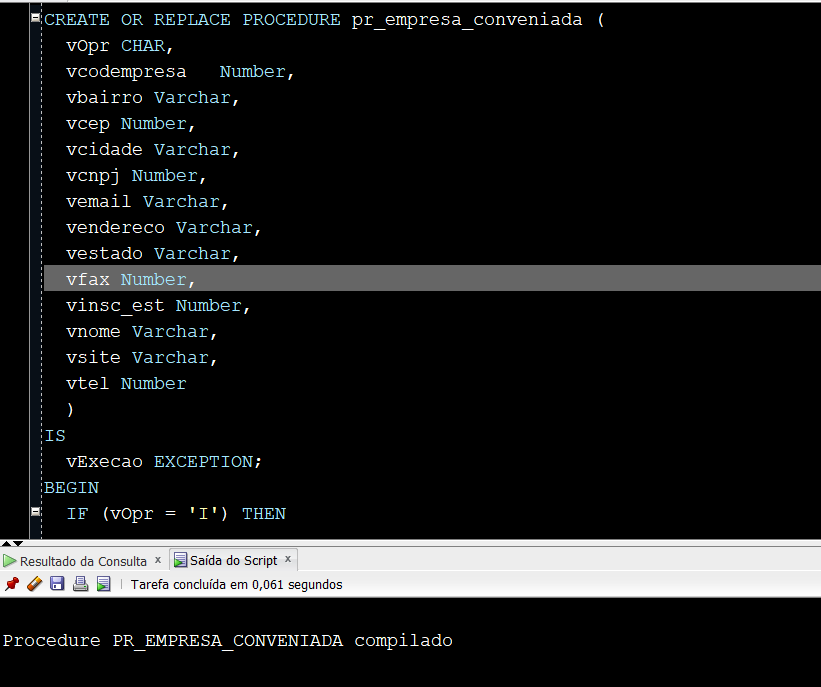 CREATE OR REPLACE PROCEDURE pr_empresa_conveniada (
vOpr CHAR,
vcodempresa   Number,
vbairro Varchar,
vcep Number,
vcidade Varchar,
vcnpj Number,
vemail Varchar,
vendereco Varchar,
vestado Varchar,
vfax Number,
vinsc_est Number,
vnome Varchar,
vsite Varchar,
vtel Number
)
IS
vExecao EXCEPTION;
BEGIN
IF (vOpr = 'I') THEN
Resultado da Consulta x Saída do Script x
Tarefa concluída em 0,061 segundos
Procedure PR_EMPRESA_CONVENIADA compilado